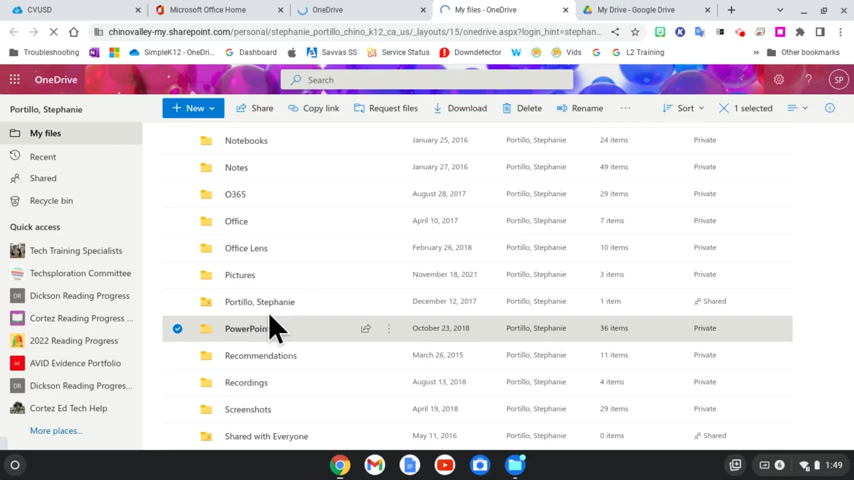 CVUSD
Microsoft Office Home
OneDrive
My files - OneDrive
My Drive - Google Drive
chinovalley-my.sharepoint.com/personal/stephanie_portillo_chino_k12_ca_us/_layouts/15/onedrive.aspx?login_hint=stephan...
Troubleshooting
SimpleK12 - OneDri...
Dashboard
Savvas SS
Service Status
Downdetector
Vids
L2 Training
Other bookmarks
OneDrive
Search
SP
Portillo, Stephanie
New
Share
Copy link
Request files
Download
Delete
Rename
Sort
1 selected
My files
Recent
Shared
Recycle bin
Quick access
Tech Training Specialists
Techsploration Committee
DR Dickson Reading Progress
Cortez Reading Progress ...
2022 Reading Progress
AVID Evidence Portfolio
DR Dickson Reading Progres...
Cortez Ed Tech Help
More places...
Notebooks January 25, 2016 Portillo, Stephanie 24 items Private
Notes January 27, 2016 Portillo, Stephanie 49 items Private
O365 August 28, 2017 Portillo, Stephanie 29 items Private
Office April 10, 2017 Portillo, Stephanie 7 items Private
Office Lens February 26, 2018 Portillo, Stephanie 10 items Private
Pictures November 18, 2021 Portillo, Stephanie 3 items Private
Portillo, Stephanie December 12, 2017 Portillo, Stephanie 1 item Shared
PowerPoint October 23, 2018 Portillo, Stephanie 36 items Private
Recommendations March 26, 2015 Portillo, Stephanie 11 items Private
Recordings August 13, 2018 Portillo, Stephanie 4 items Private
Screenshots April 19, 2018 Portillo, Stephanie 29 items Private
Shared with Everyone May 11, 2016 Portillo, Stephanie 0 items Shared
6
1:49